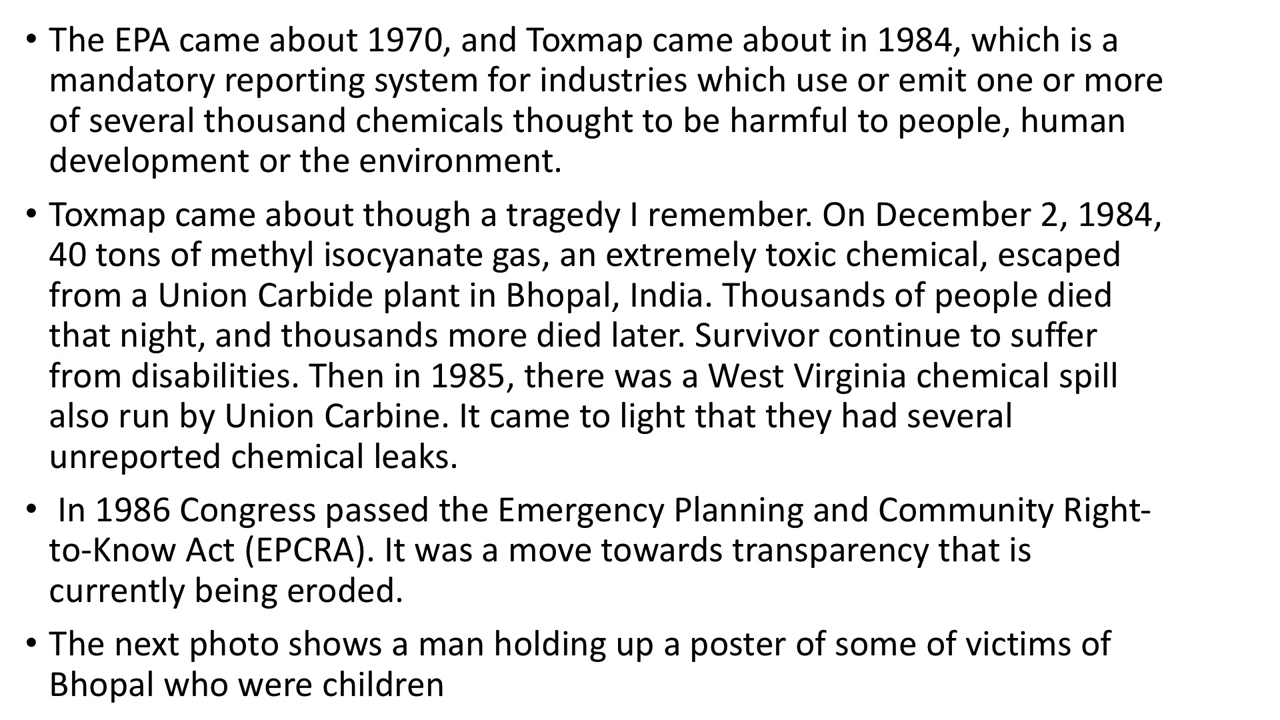 • The EPA came about 1970, and Toxmap came about in 1984, which is a
mandatory reporting system for industries which use or emit one or more
of several thousand chemicals thought to be harmful to people, human
development or the environment.
• Toxmap came about though a tragedy I remember. On December 2, 1984,
40 tons of methyl isocyanate gas, an extremely toxic chemical, escaped
from a Union Carbide plant in Bhopal, India. Thousands of people died
that night, and thousands more died later. Survivor continue to suffer
from disabilities. Then in 1985, there was a West Virginia chemical spill
also run by Union Carbine. It came to light that they had several
unreported chemical leaks.
• In 1986 Congress passed the Emergency Planning and Community Right-
to-Know Act (EPCRA). It was a move towards transparency that is
currently being eroded.
• The next photo shows a man holding up a poster of some of victims of
Bhopal who were children